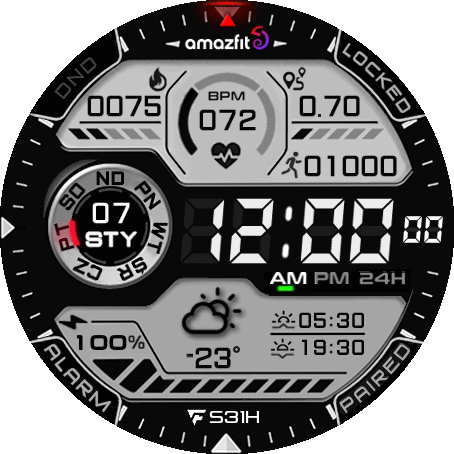 amazfit
DND
LOCKED
0075
BPM
072
0.70
01000
ND
PN
WT
ŚR
CZ
PT
SO
07
STY
12:00
00
AM PM 24H
100%
-23°
05:30
19:30
ALARM
PAIRED
S31H